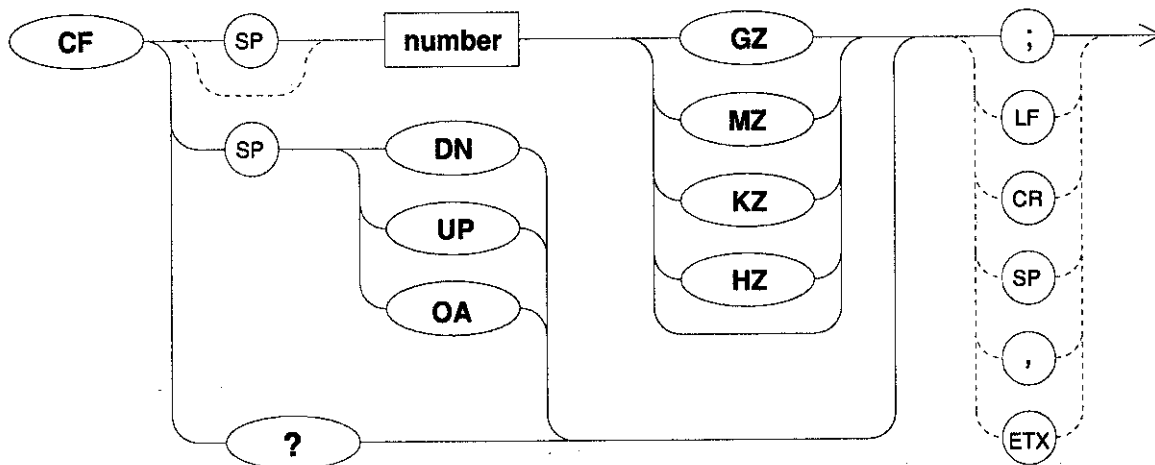 CF SP number GZ ;
MZ LF
SP DN
KZ CR
UP
HZ SP
OA
,
? ETX